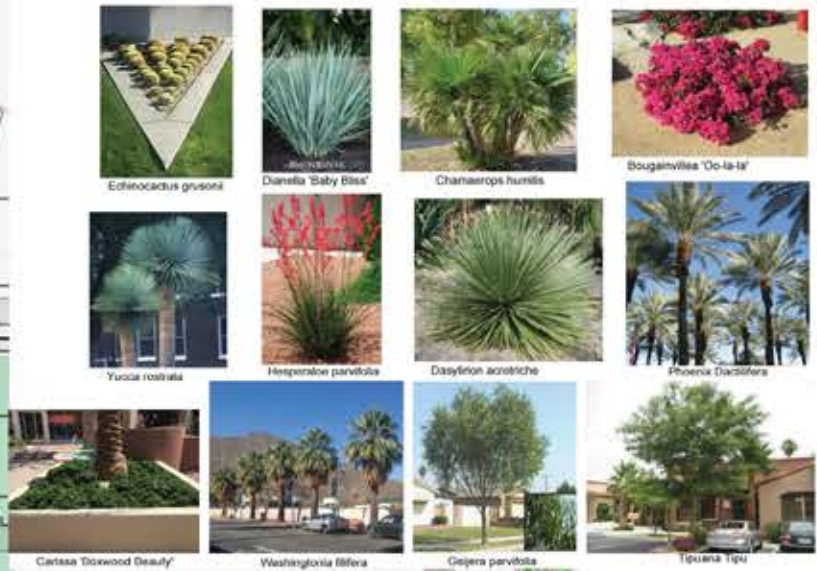 Echinocactus grusonii
Dianella 'Baby Bliss'
Chamaerops humilis
Bougainvillea 'Oo-la-la'
Yucca rostrata
Hesperaloe parvifolia
Dasylirion acrotriche
Phoenix Dactilifera
Carissa 'Boxwood Beauty'
Washingtonia filifera
Geijera parvifolia
Tipuana Tipu